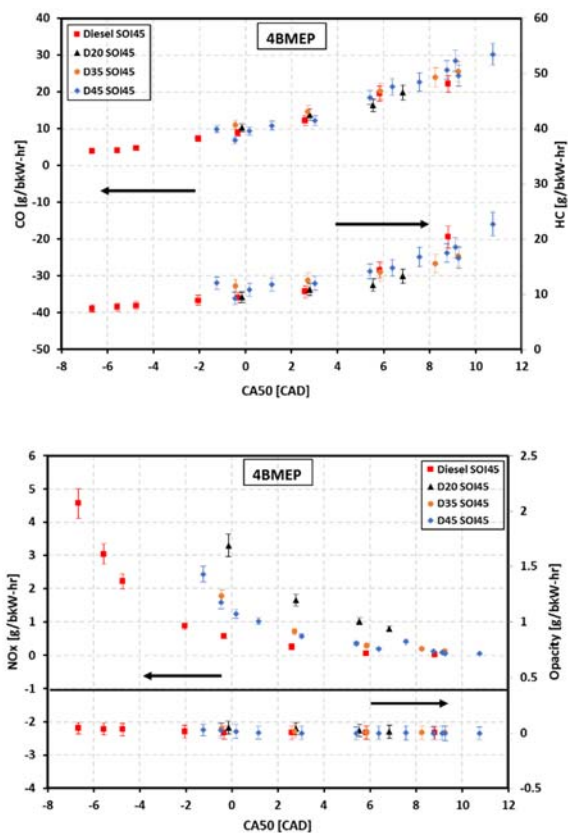 4BMEP
Diesel SOI45
D20 SOI45
D35 SOI45
D45 SOI45
40
30
20
10
0
-10
-20
-30
-40
-50
CO [g/bkW-hr]
60
50
40
30
20
10
0
HC [g/bkW-hr]
-8 -6 -4 -2 0 2 4 6 8 10 12
CA50 [CAD]
4BMEP
Diesel SOI45
D20 SOI45
D35 SOI45
D45 SOI45
6
5
4
3
2
1
0
-1
-2
-3
-4
NOx [g/bkW-hr]
2.5
2
1.5
1
0.5
0
-0.5
Opacity [g/bkW-hr]
-8 -6 -4 -2 0 2 4 6 8 10 12
CA50 [CAD]